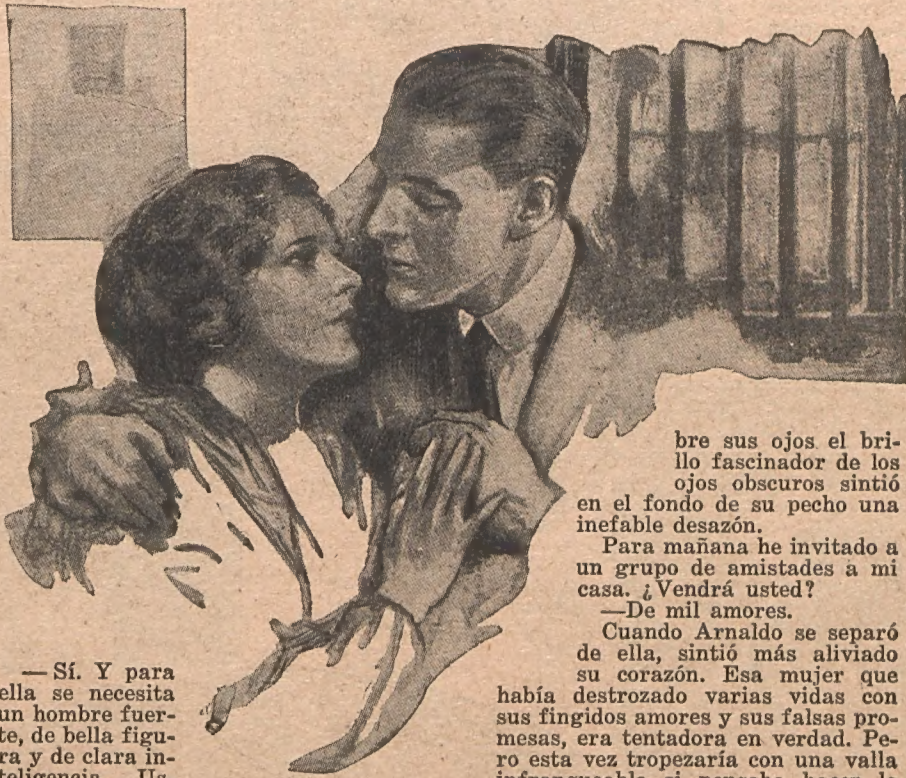 —Sí. Y para
ella se necesita
un hombre fuer-
te, de bella figu-
ra y de clara in-
teligencia... Us-
bre sus ojos el bri-
llo fascinador de los
ojos obscuros sintió
en el fondo de su pecho una
inefable desazón.
Para mañana he invitado a
un grupo de amistades a mi
casa. ¿Vendrá usted?
—De mil amores.
Cuando Arnaldo se separó
de ella, sintió más aliviado
su corazón. Esa mujer que
había destrozado varias vidas con
sus fingidos amores y sus falsas pro-
mesas, era tentadora en verdad. Pe-
ro esta vez tropezaría con una valla